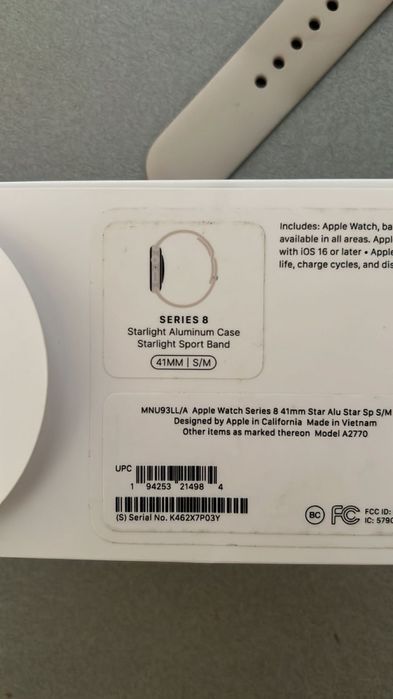 Includes: Apple Watch, ba
available in all areas. Appl
with iOS 16 or later • Apple
life, charge cycles, and dis
SERIES 8
Starlight Aluminum Case
Starlight Sport Band
41MM | S/M
MNU93LL/A Apple Watch Series 8 41mm Star Alu Star Sp S/M
Designed by Apple in California Made in Vietnam
Other items as marked thereon Model A2770
UPC
1 94253 21498 4
(S) Serial No. K462X7P03Y
BC FC FCC ID:
IC: 579C